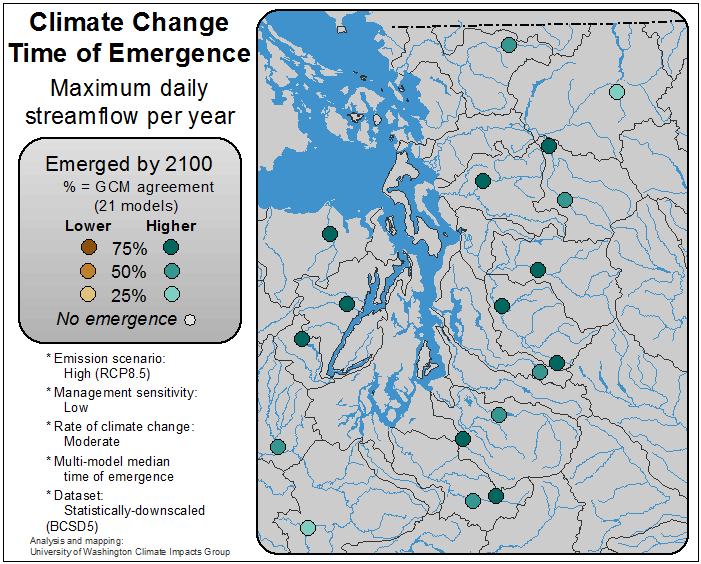 Climate Change
Time of Emergence
Maximum daily
streamflow per year
Emerged by 2100
% = GCM agreement
(21 models)
Lower Higher
75%
50%
25%
No emergence
* Emission scenario:
High (RCP8.5)
* Management sensitivity:
Low
* Rate of climate change:
Moderate
* Multi-model median
time of emergence
* Dataset:
Statistically-downscaled
(BCSD5)
Analysis and mapping:
University of Washington Climate Impacts Group